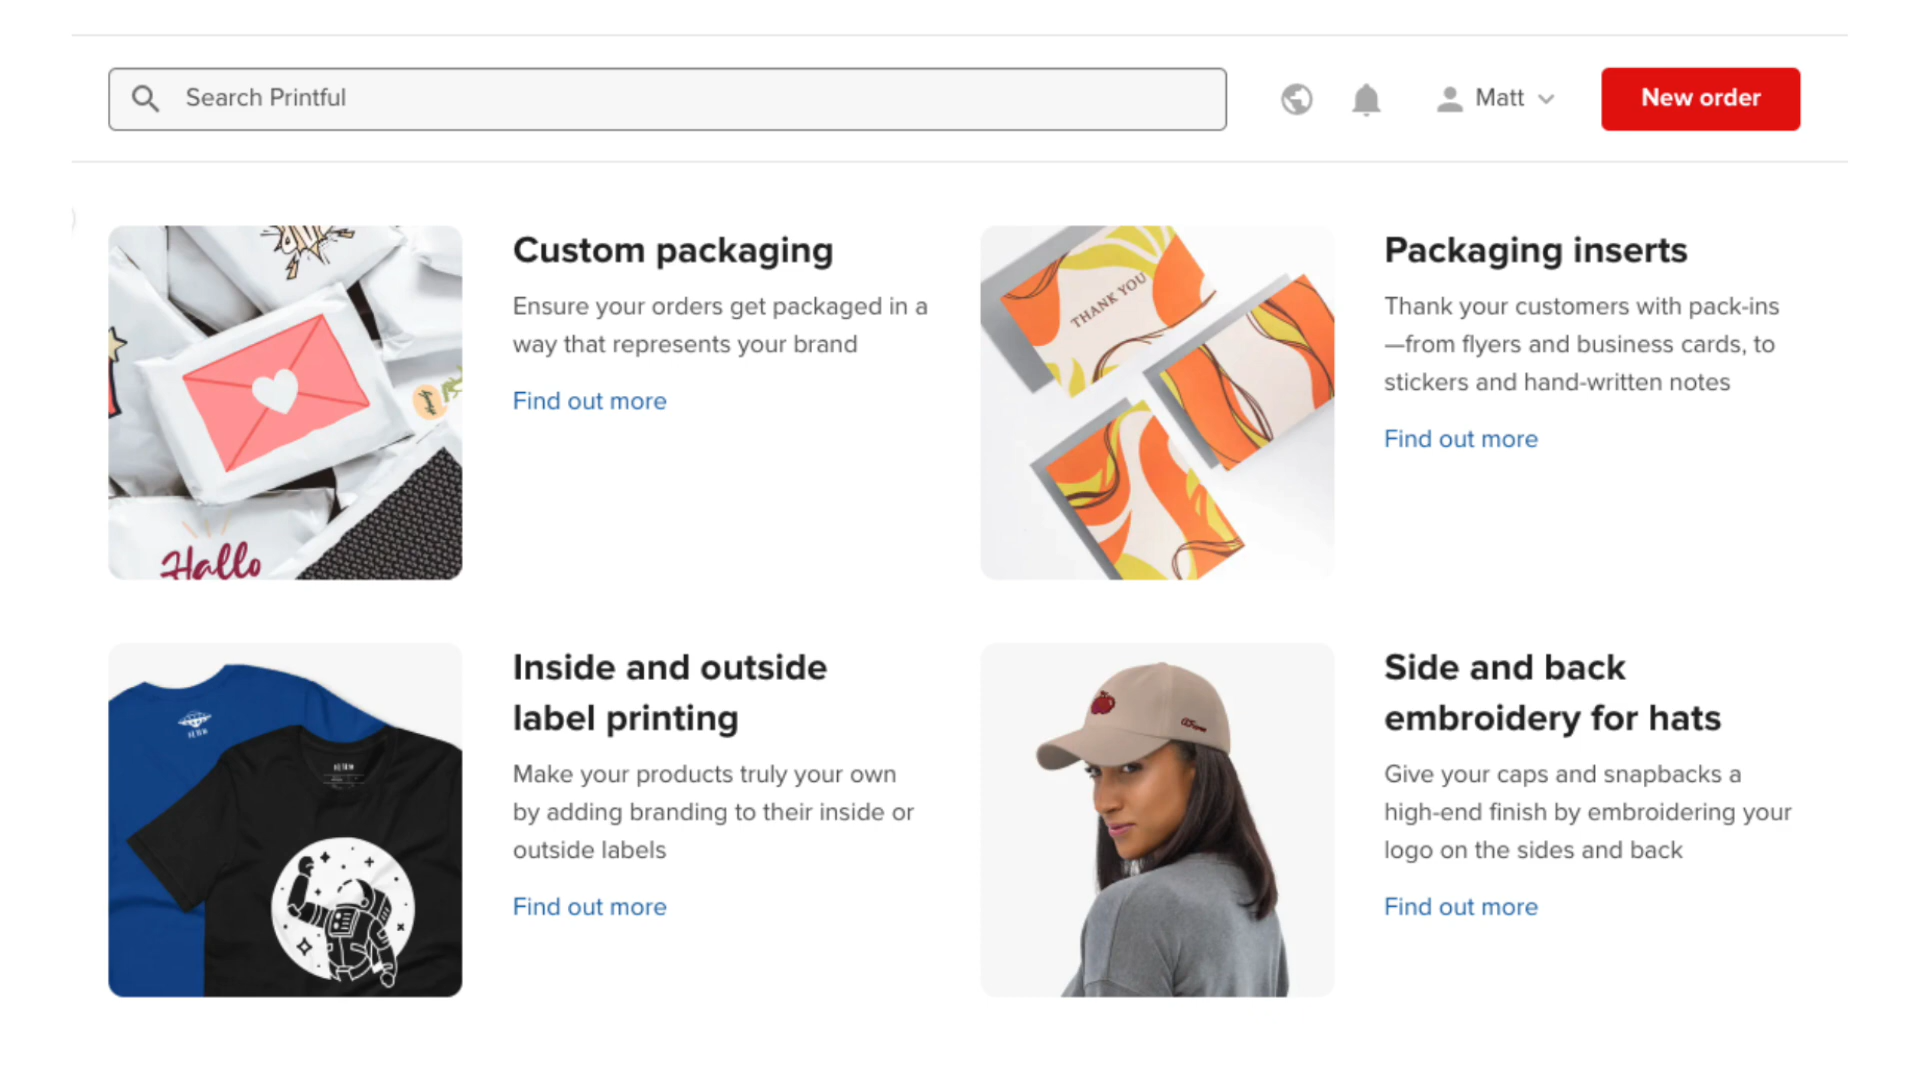 Search Printful
Matt
New order
Custom packaging
Ensure your orders get packaged in a
way that represents your brand
Find out more
Hallo
THANK YOU
Packaging inserts
Thank your customers with pack-ins
—from flyers and business cards, to
stickers and hand-written notes
Find out more
Inside and outside
label printing
Make your products truly your own
by adding branding to their inside or
outside labels
Find out more
Side and back
embroidery for hats
Give your caps and snapbacks a
high-end finish by embroidering your
logo on the sides and back
Find out more